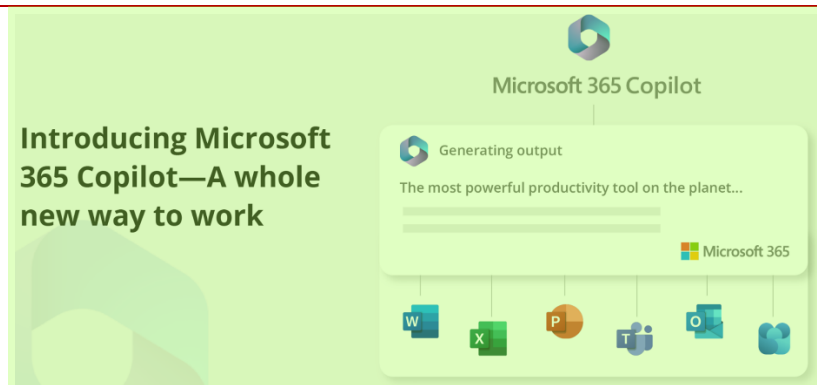 Introducing Microsoft
365 Copilot—A whole
new way to work
Microsoft 365 Copilot
Generating output
The most powerful productivity tool on the planet...
Microsoft 365
W
X
P
T
O